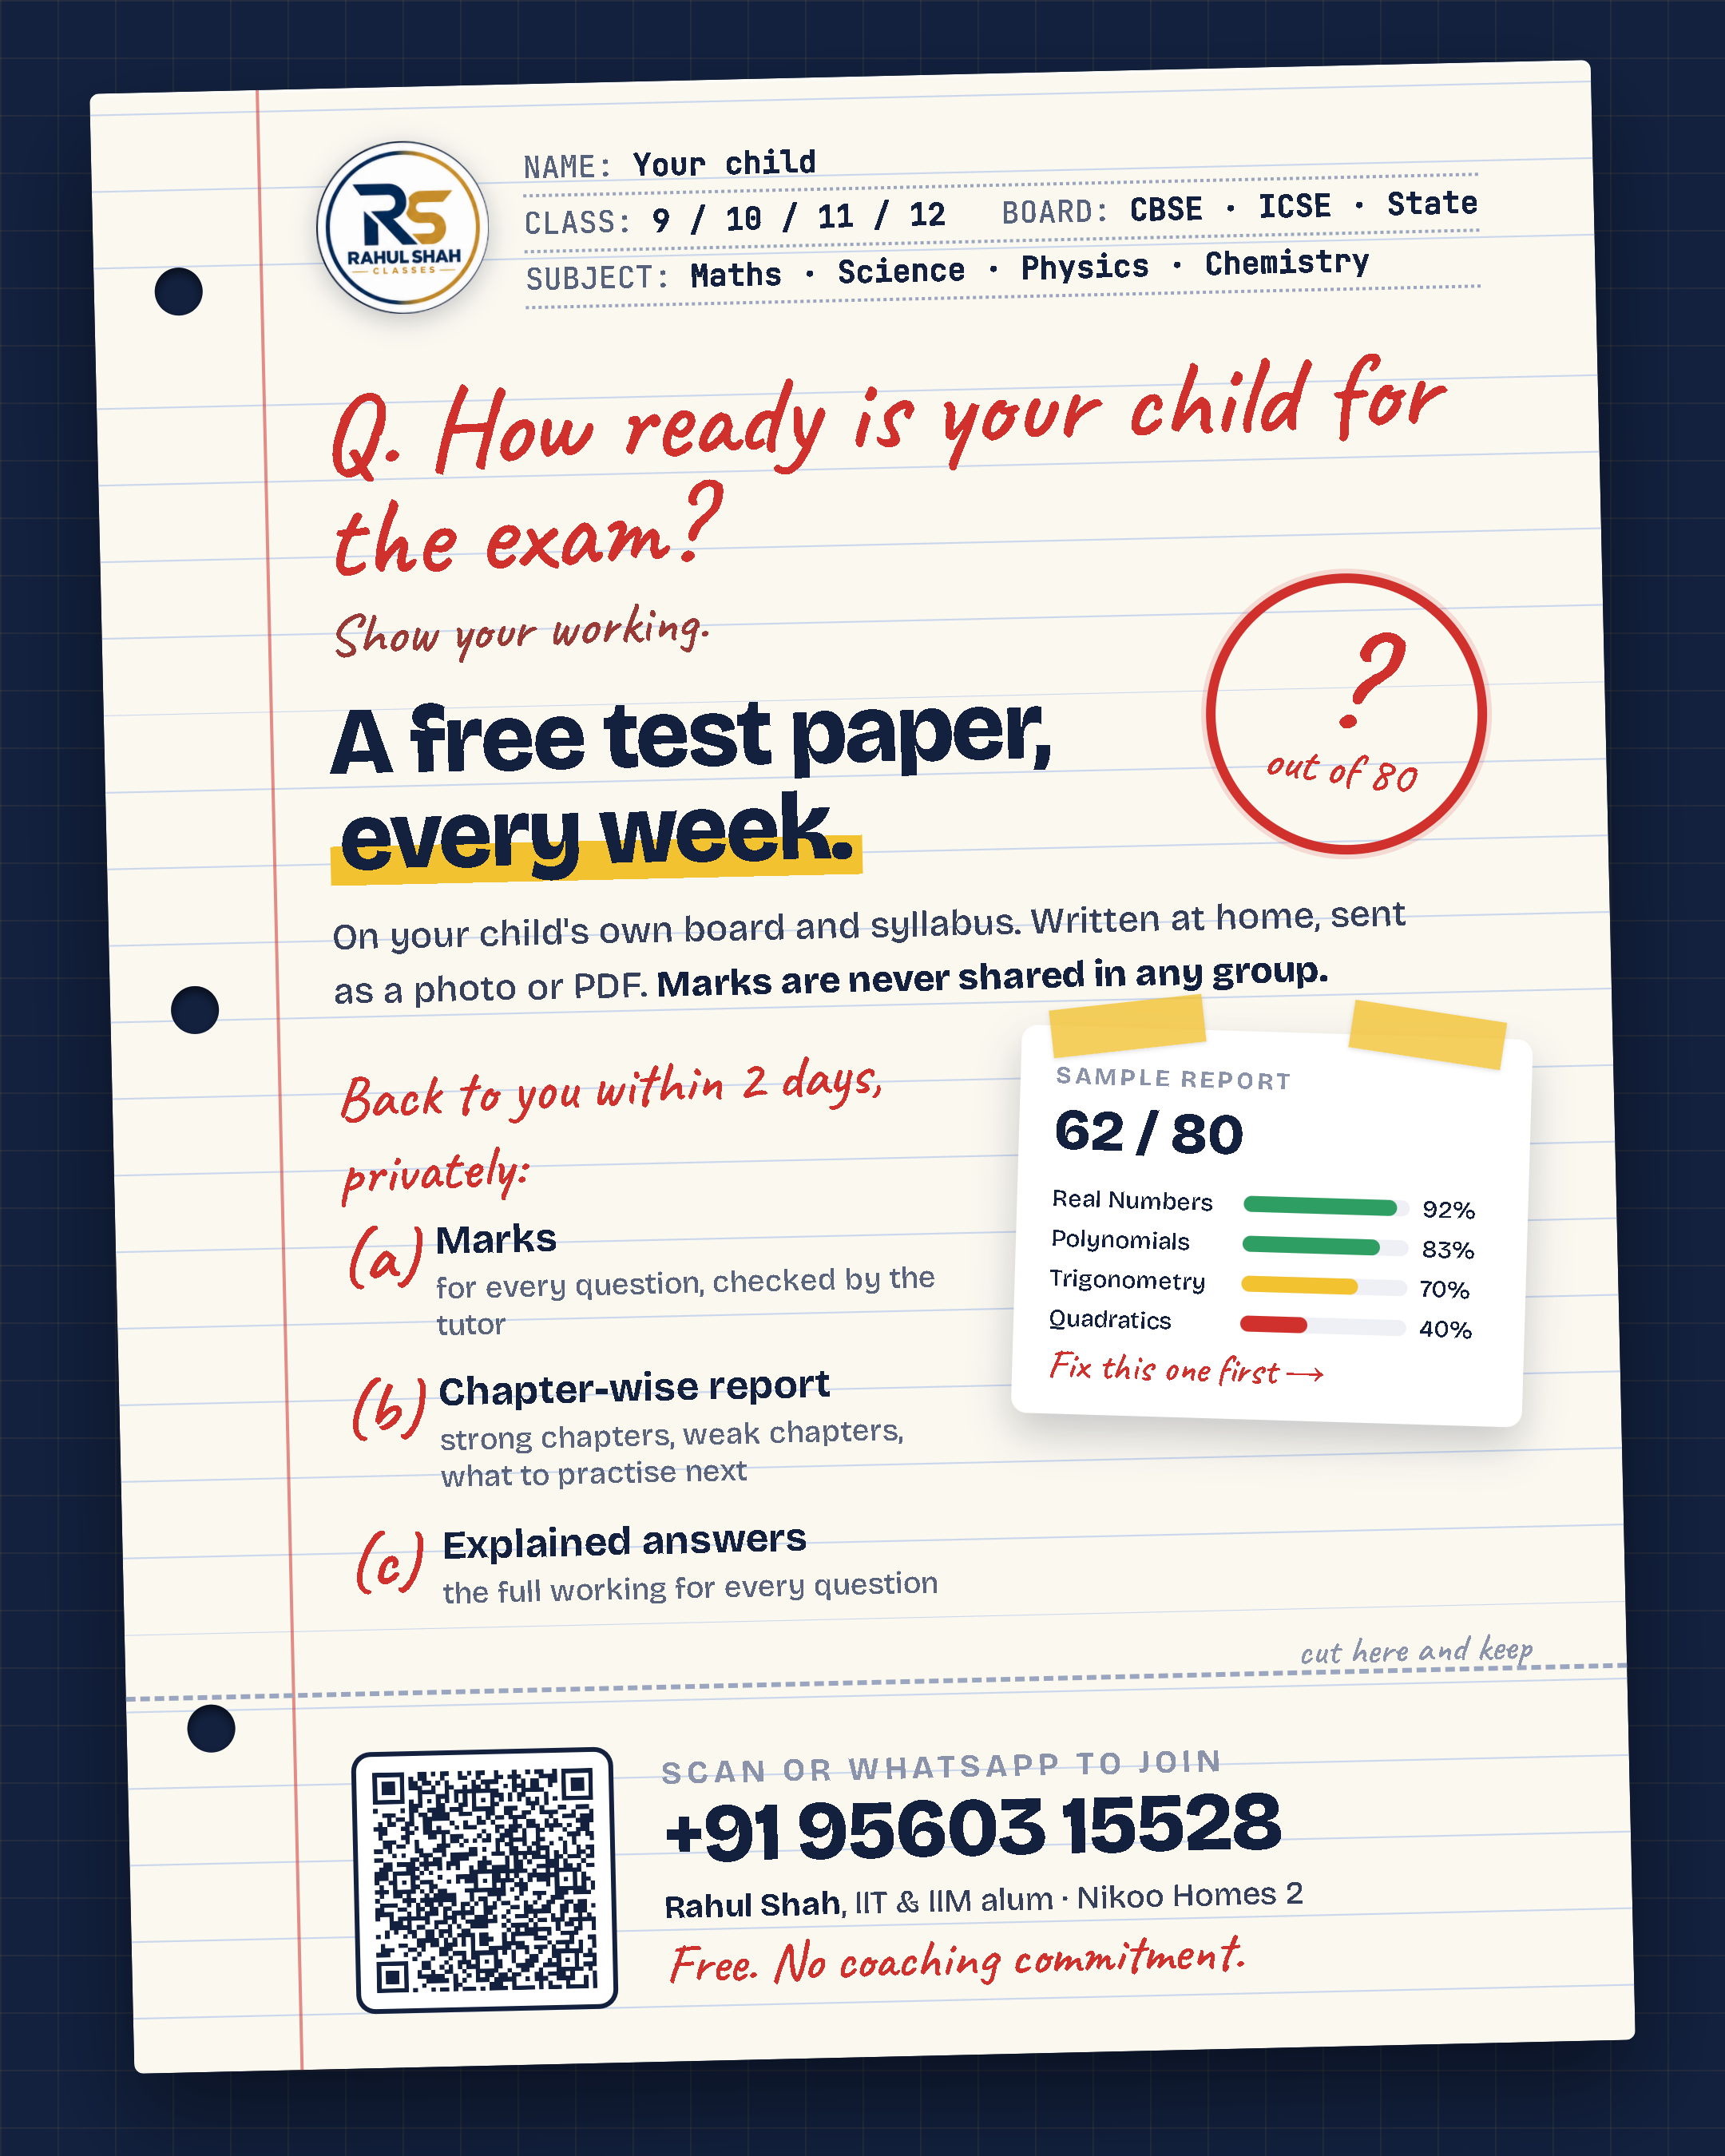 RS
RAHUL SHAH
CLASSES
NAME: Your child
CLASS: 9 / 10 / 11 / 12 BOARD: CBSE · ICSE · State
SUBJECT: Maths · Science · Physics · Chemistry
Q. How ready is your child for
the exam?
Show your working.
?
out of 80
A free test paper,
every week.
On your child's own board and syllabus. Written at home, sent
as a photo or PDF. Marks are never shared in any group.
Back to you within 2 days,
privately:
(a) Marks
for every question, checked by the
tutor
(b) Chapter-wise report
strong chapters, weak chapters,
what to practise next
(c) Explained answers
the full working for every question
SAMPLE REPORT
62 / 80
Real Numbers 92%
Polynomials 83%
Trigonometry 70%
Quadratics 40%
Fix this one first →
cut here and keep
SCAN OR WHATSAPP TO JOIN
+91 95603 15528
Rahul Shah, IIT & IIM alum · Nikoo Homes 2
Free. No coaching commitment.